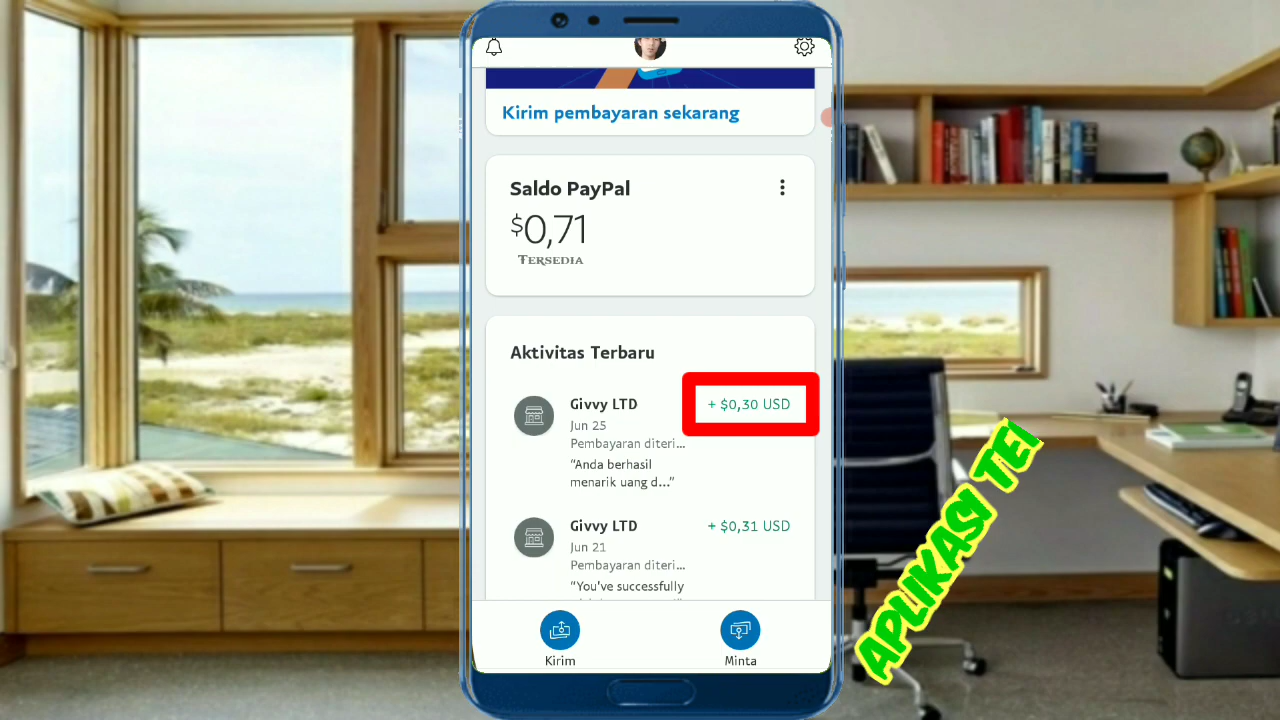 Kirim pembayaran sekarang
Saldo PayPal
$0,71
TERSEDIA
Aktivitas Terbaru
Givvy LTD
+ $0,30 USD
Jun 25
Pembayaran diteri...
“Anda berhasil
menarik uang d...”
Givvy LTD
+ $0,31 USD
Jun 21
Pembayaran diteri...
“You've successfully
Kirim
Minta
APLIKASI TE